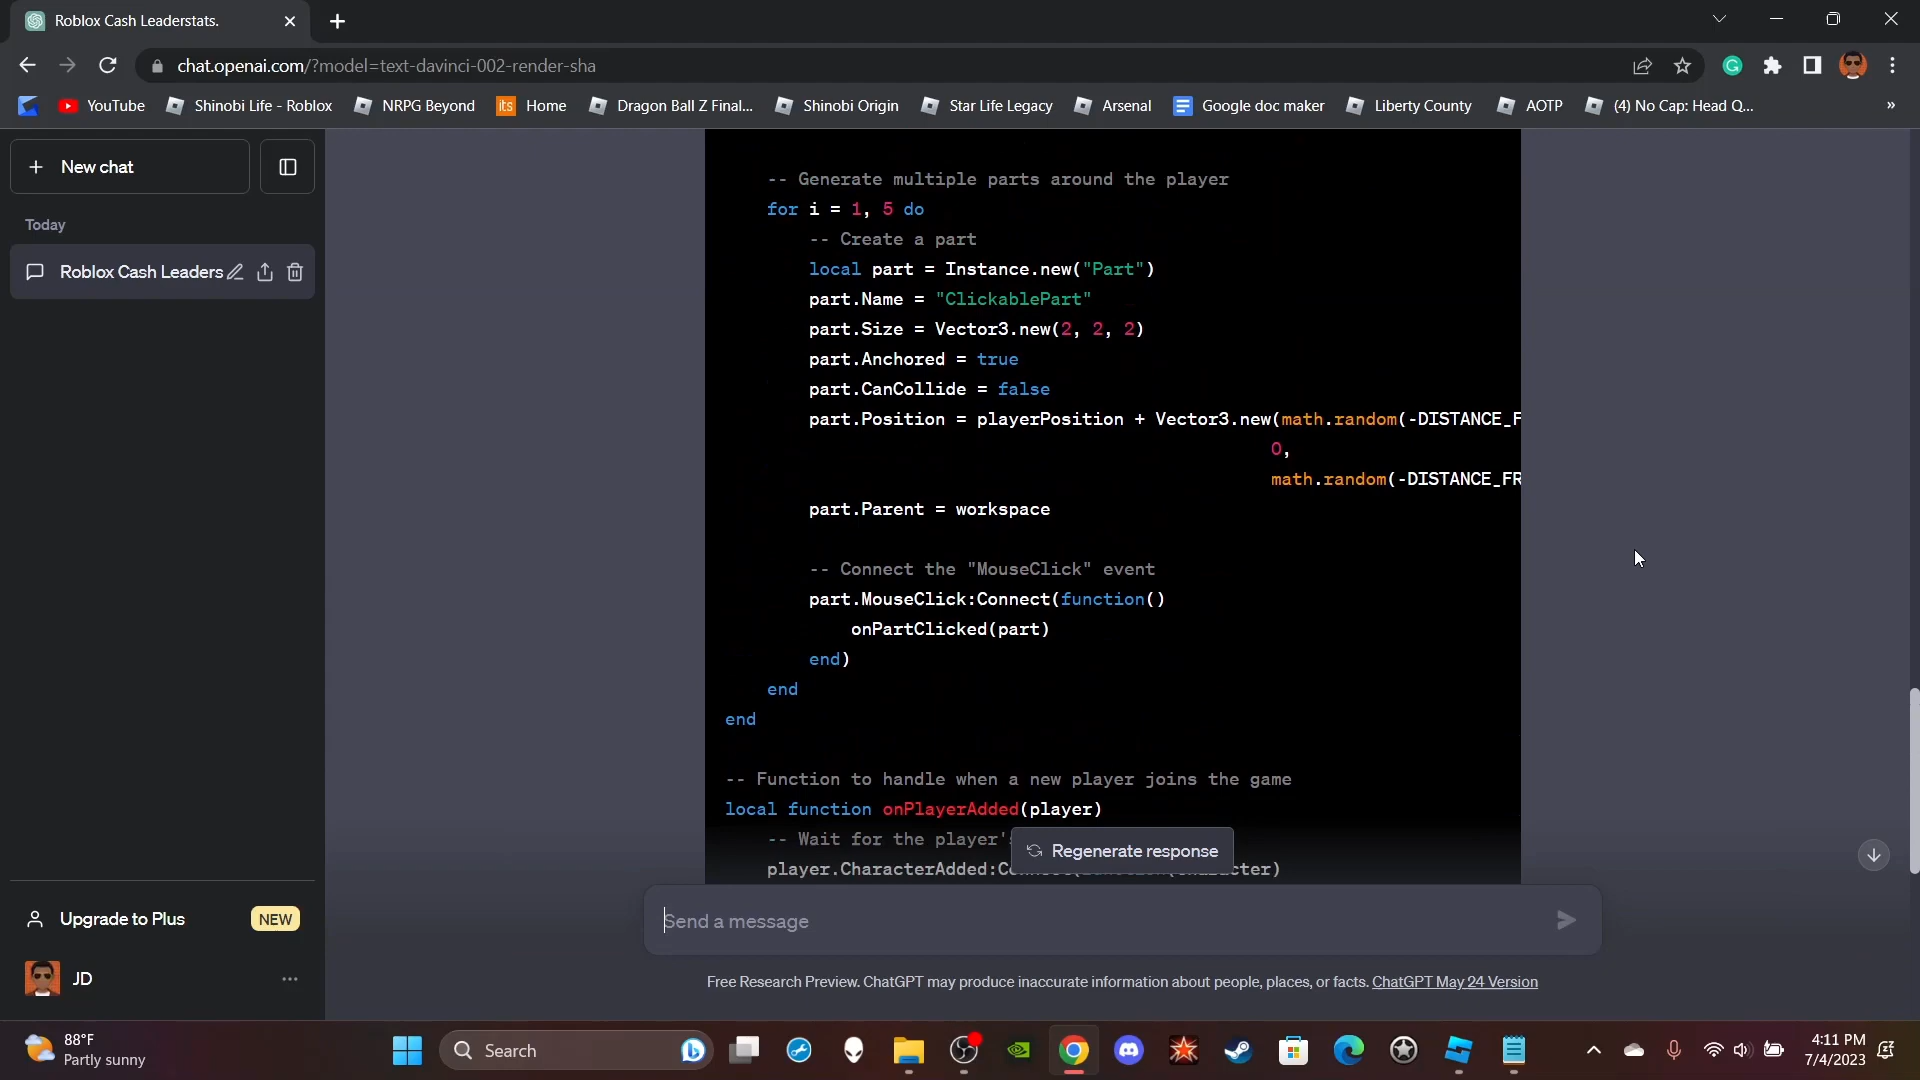 Roblox Cash Leaderstats.
chat.openai.com/?model=text-davinci-002-render-sha
YouTube Shinobi Life - Roblox NRPG Beyond its Home Dragon Ball Z Final... Shinobi Origin Star Life Legacy Arsenal Google doc maker Liberty County AOTP (4) No Cap: Head Q... »
+ New chat
Today
Roblox Cash Leaders
-- Generate multiple parts around the player
for i = 1, 5 do
-- Create a part
local part = Instance.new("Part")
part.Name = "ClickablePart"
part.Size = Vector3.new(2, 2, 2)
part.Anchored = true
part.CanCollide = false
part.Position = playerPosition + Vector3.new(math.random(-DISTANCE_F
0,
math.random(-DISTANCE_FR
part.Parent = workspace
-- Connect the "MouseClick" event
part.MouseClick:Connect(function()
onPartClicked(part)
end)
end
end
-- Function to handle when a new player joins the game
local function onPlayerAdded(player)
-- Wait for the player's
player.CharacterAdded:
Regenerate response
Send a message
Free Research Preview. ChatGPT may produce inaccurate information about people, places, or facts. ChatGPT May 24 Version
Upgrade to Plus NEW
JD
88°F
Partly sunny
Search
4:11 PM
7/4/2023